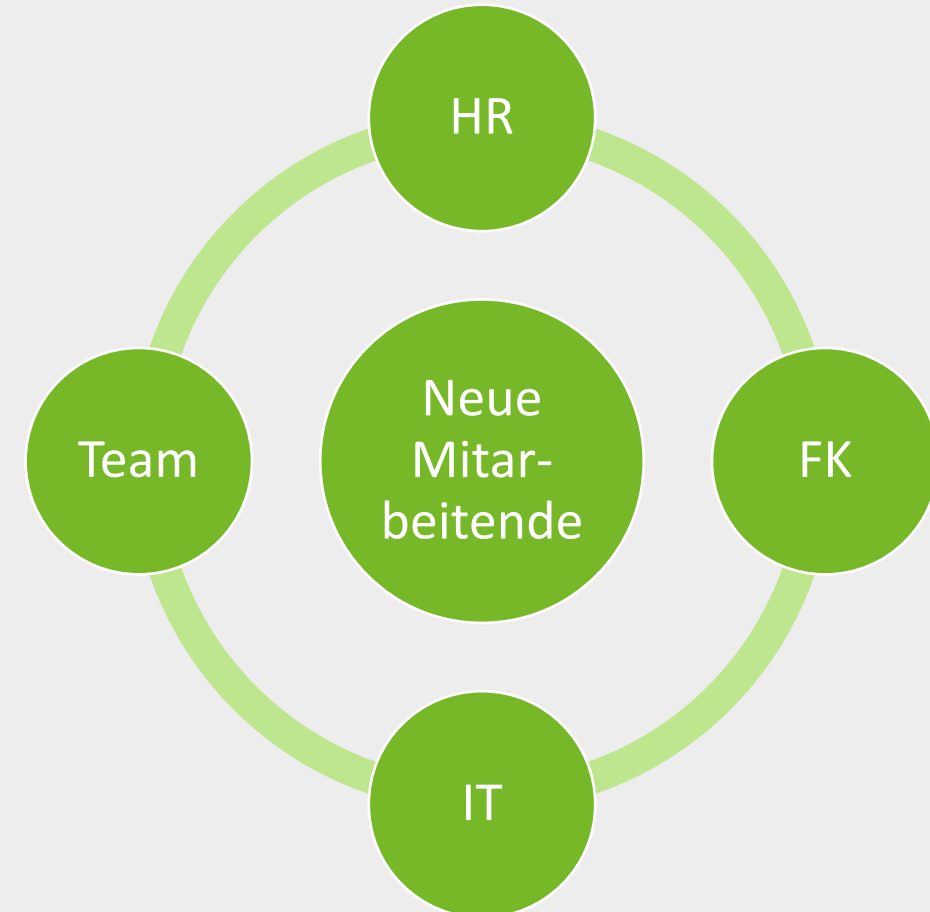 HR
Neue
Mitar-
beitende
Team
FK
IT